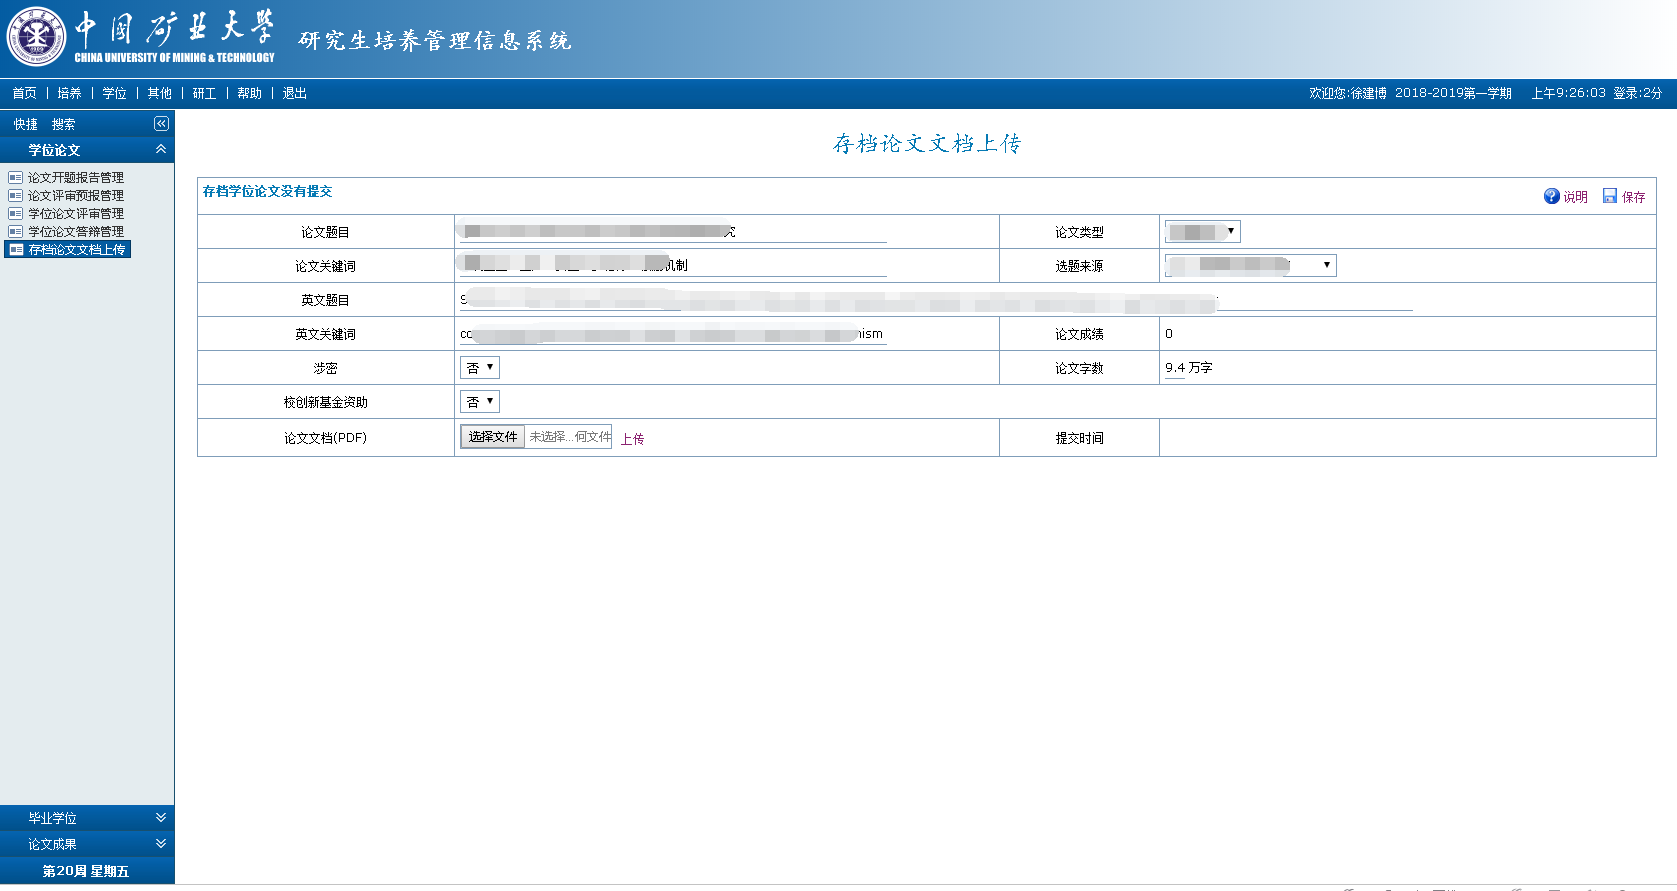 中国矿业大学
CHINA UNIVERSITY OF MINING & TECHNOLOGY
研究生培养管理信息系统
首页 | 培养 | 学位 | 其他 | 研工 | 帮助 | 退出
欢迎您:徐建博 2018-2019第一学期 上午9:26:03 登录:2分
快捷 搜索
学位论文
论文开题报告管理
论文评审预报管理
学位论文评审管理
学位论文答辩管理
存档论文文档上传
存档论文文档上传
存档学位论文没有提交
说明 保存
论文题目 究 论文类型
论文关键词 机制 选题来源
英文题目
英文关键词 co nism 论文成绩 0
涉密 否 论文字数 9.4 万字
校创新基金资助 否
论文文档(PDF) 选择文件 未选择...何文件 上传 提交时间
毕业学位
论文成果
第20周 星期五